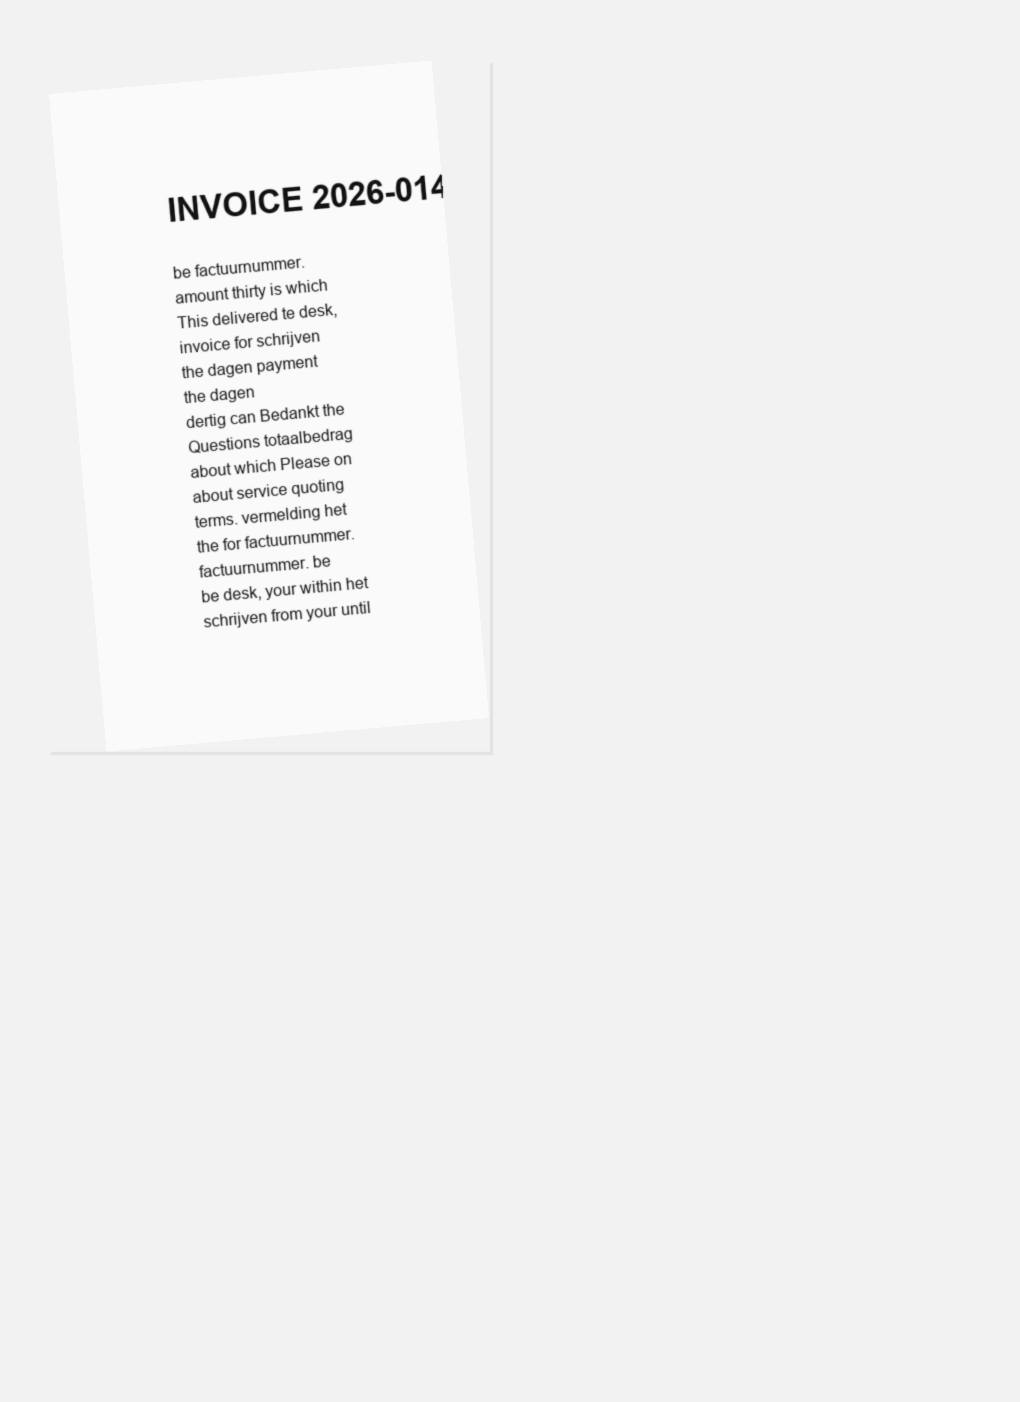 INVOICE 2026-014
be factuurnummer.
amount thirty is which
This delivered te desk,
invoice for schrijven
the dagen payment
the dagen
dertig can Bedankt the
Questions totaalbedrag
about which Please on
about service quoting
terms. vermelding het
the for factuurnummer.
factuurnummer. be
be desk, your within het
schrijven from your until